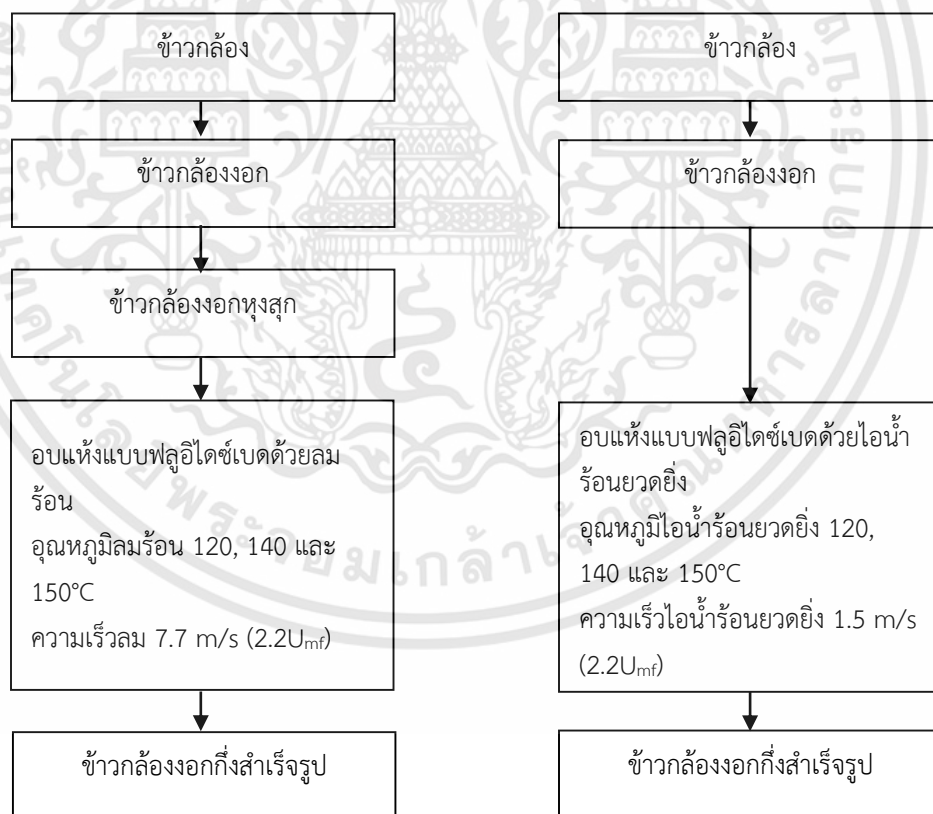 ข้าวกล้อง
ข้าวกล้องงอก
ข้าวกล้องงอกหุงสุก
อบแห้งแบบฟลูอิไดซ์เบดด้วยลม
ร้อน
อุณหภูมิลมร้อน 120, 140 และ
150°C
ความเร็วลม 7.7 m/s (2.2Umf)
ข้าวกล้องงอกกึ่งสำเร็จรูป
ข้าวกล้อง
ข้าวกล้องงอก
อบแห้งแบบฟลูอิไดซ์เบดด้วยไอน้ำ
ร้อนยวดยิ่ง
อุณหภูมิไอน้ำร้อนยวดยิ่ง 120,
140 และ 150°C
ความเร็วไอน้ำร้อนยวดยิ่ง 1.5 m/s
(2.2Umf)
ข้าวกล้องงอกกึ่งสำเร็จรูป